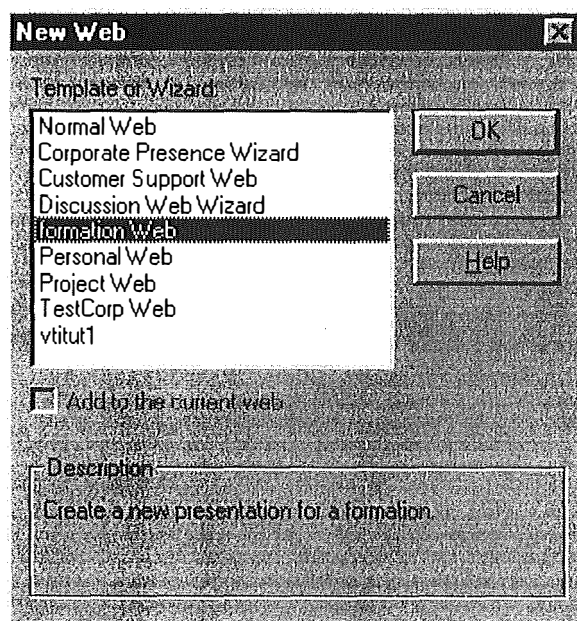 New Web
Template or Wizard:
Normal Web
Corporate Presence Wizard
Customer Support Web
Discussion Web Wizard
formation Web
Personal Web
Project Web
TestCorp Web
vtitut1
OK
Cancel
Help
Add to the current web
Description
Create a new presentation for a formation.